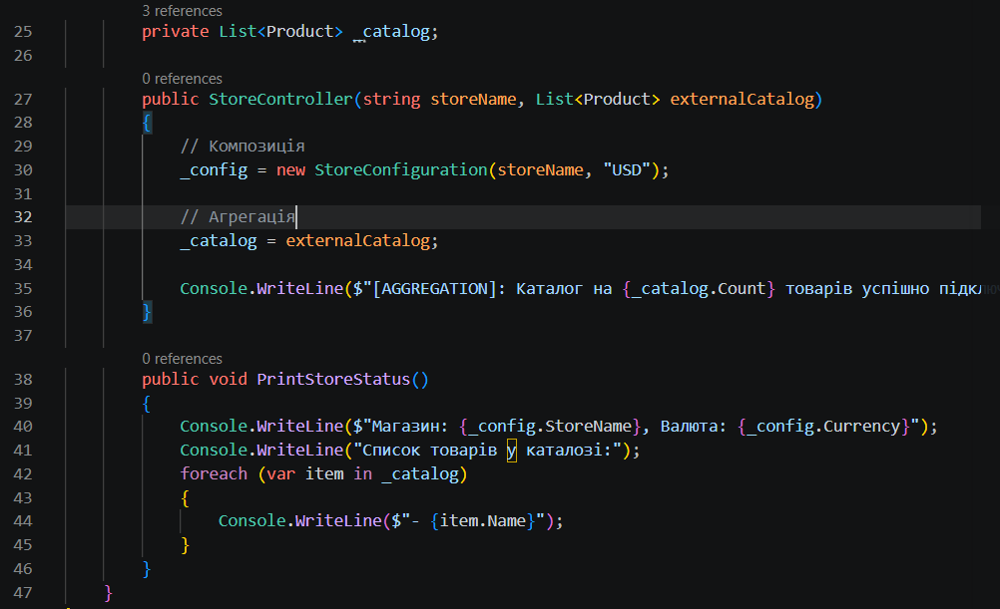 3 references
25 private List<Product> _catalog;
26
0 references
27 public StoreController(string storeName, List<Product> externalCatalog)
28 {
29 // Композиція
30 _config = new StoreConfiguration(storeName, "USD");
31
32 // Агрегація
33 _catalog = externalCatalog;
34
35 Console.WriteLine($"[AGGREGATION]: Каталог на {_catalog.Count} товарів успішно підключ
36 }
37
0 references
38 public void PrintStoreStatus()
39 {
40 Console.WriteLine($"Магазин: {_config.StoreName}, Валюта: {_config.Currency}");
41 Console.WriteLine("Список товарів у каталозі:");
42 foreach (var item in _catalog)
43 {
44 Console.WriteLine($"- {item.Name}");
45 }
46 }
47 }